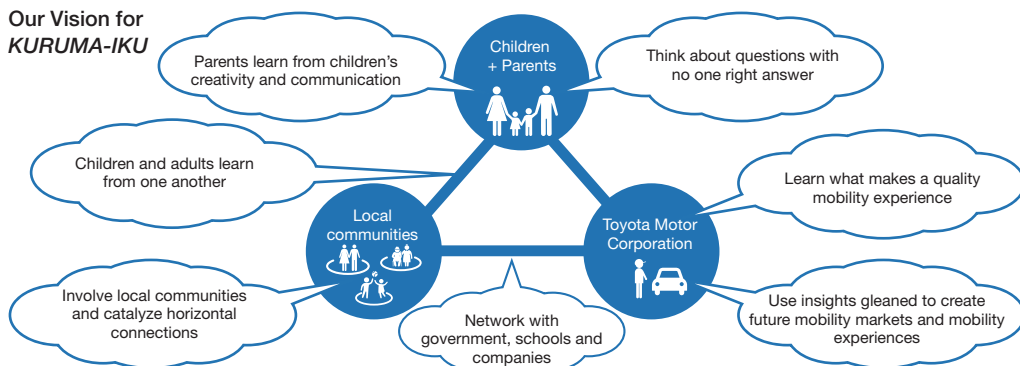 Our Vision for
KURUMA-IKU
Parents learn from children's
creativity and communication
Children
+ Parents
Think about questions with
no one right answer
Children and adults learn
from one another
Local
communities
Toyota Motor
Corporation
Learn what makes a quality
mobility experience
Involve local communities
and catalyze horizontal
connections
Network with
government, schools and
companies
Use insights gleaned to create
future mobility markets and mobility
experiences